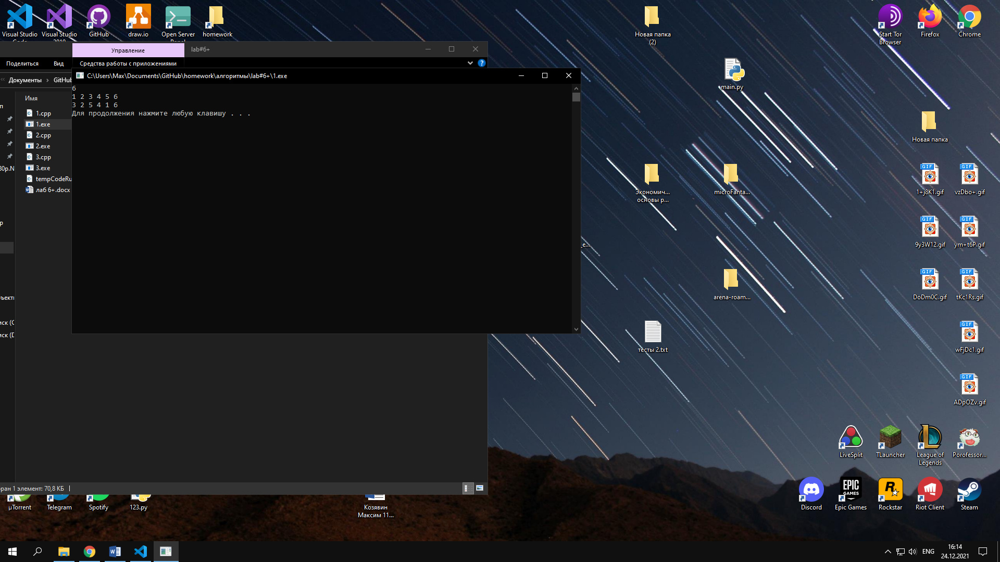 Visual Studio
Visual Studio
2019
GitHub
draw.io
Open Server
Panel
homework
Новая папка
(2)
Start Tor
Browser
Firefox
Chrome
Управление
lab#6+
Поделиться
Вид
Средства работы с приложениями
Документы
C:\Users\Max\Documents\GitHub\homework\алгоритмы\lab#6+\1.exe
6
1 2 3 4 5 6
3 2 5 4 1 6
Для продолжения нажмите любую клавишу . . .
Имя
1.cpp
1.exe
2.cpp
2.exe
3.cpp
3.exe
tempCodeRu
лаб 6+.docx
main.py
Новая папка
Экономич...
основы р...
microFanta...
1+j8K1.gif
vzDbo+.gif
9y3W12.gif
ym+t6P.gif
arena-roam...
DoDm0C.gif
tKc1Rs.gif
тесты 2.txt
wFjDc1.gif
ADpOZv.gif
LiveSplit
TLauncher
League of
Legends
Porofessor...
1 элемент: 70,8 КБ
µTorrent
Telegram
Spotify
123.py
Козявин
Максим 11...
Discord
EPIC
GAMES
Epic Games
Rockstar
Riot Client
Steam
ENG
16:14
24.12.2021